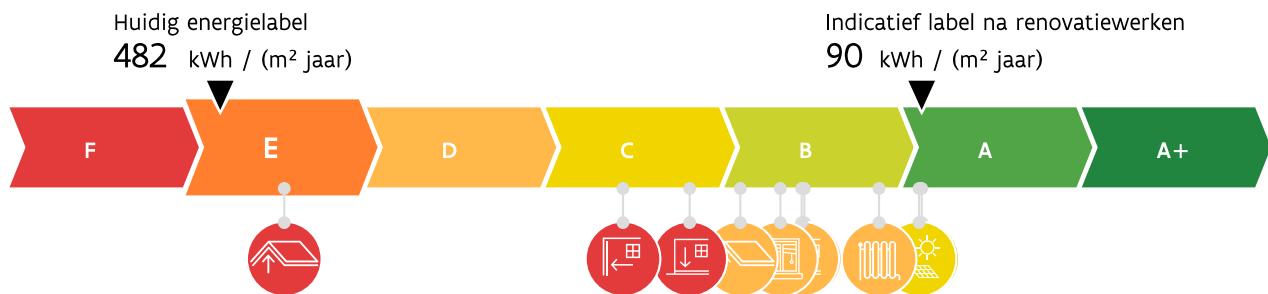 Huidig energielabel
482 kWh / (m² jaar)
Indicatief label na renovatiewerken
90 kWh / (m² jaar)
F E D C B A A+